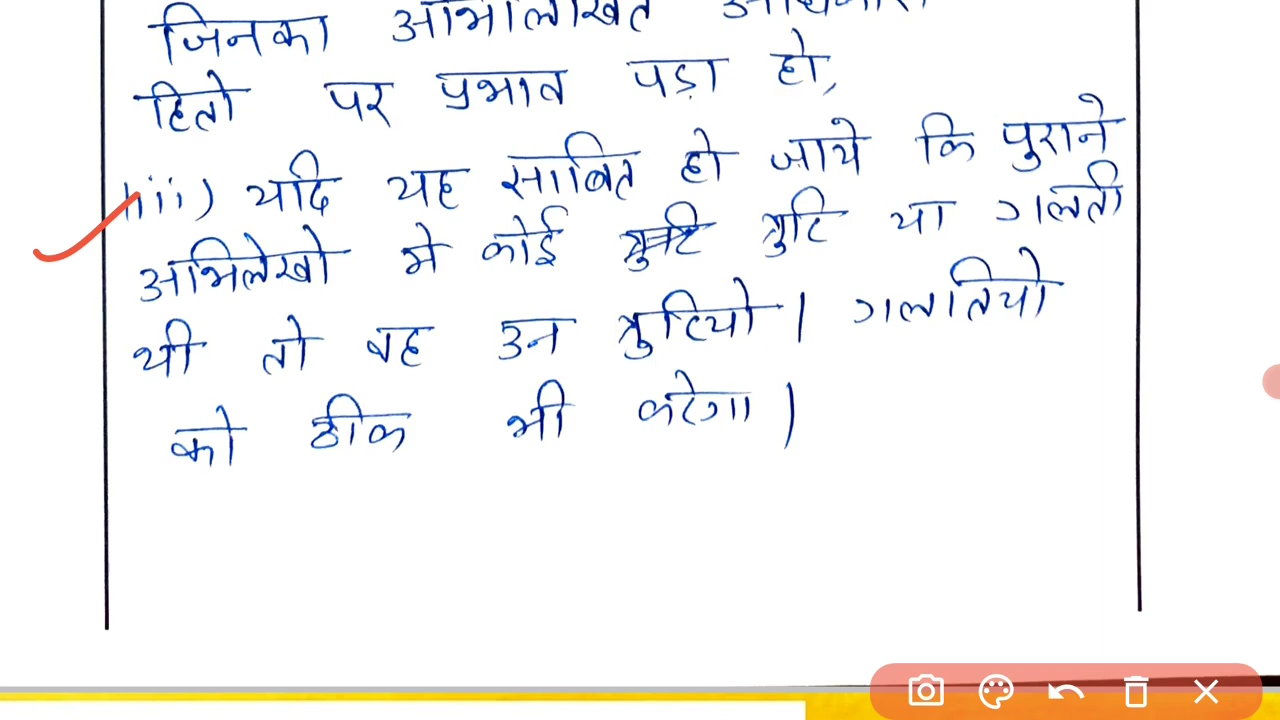 जिनका अभिलिखित
हितो पर प्रभाव पड़ा हो,
iii) यदि यह साबित हो जाये कि पुराने
अभिलेखो मे कोई त्रुटि या गलती
थी तो वह उन त्रुटियो / गलतियो
को ठीक भी करेगा।